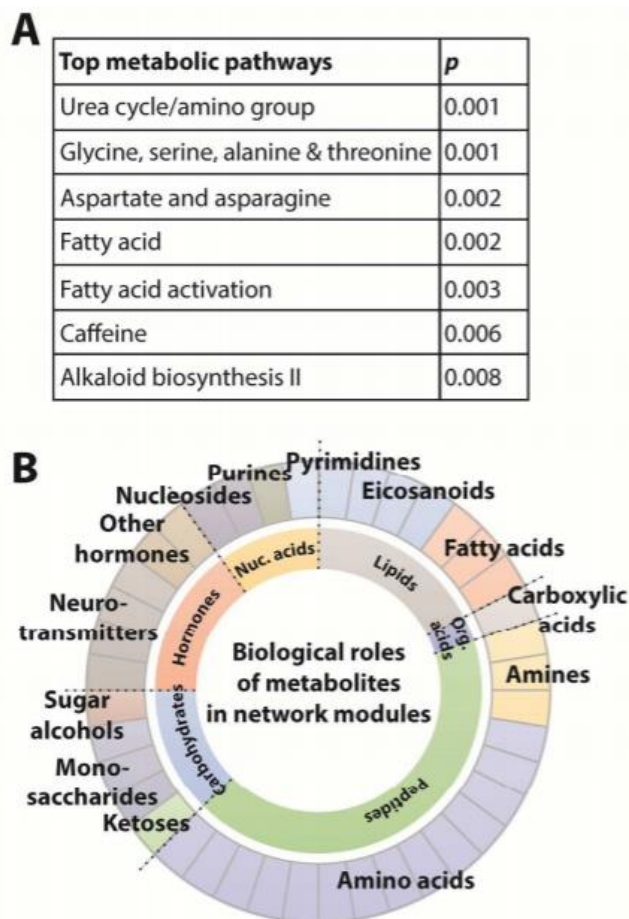 A
Top metabolic pathways p
Urea cycle/amino group 0.001
Glycine, serine, alanine & threonine 0.001
Aspartate and asparagine 0.002
Fatty acid 0.002
Fatty acid activation 0.003
Caffeine 0.006
Alkaloid biosynthesis II 0.008
B
Pyrimidines
Purines
Eicosanoids
Nucleosides
Other
hormones
Fatty acids
Nuc. acids
Lipids
Carboxylic
acids
Org.
acids
Neuro-
transmitters
Hormones
Biological roles
of metabolites
in network modules
Amines
Sugar
alcohols
Carbohydrates
Mono-
saccharides
Ketoses
Peptides
Amino acids